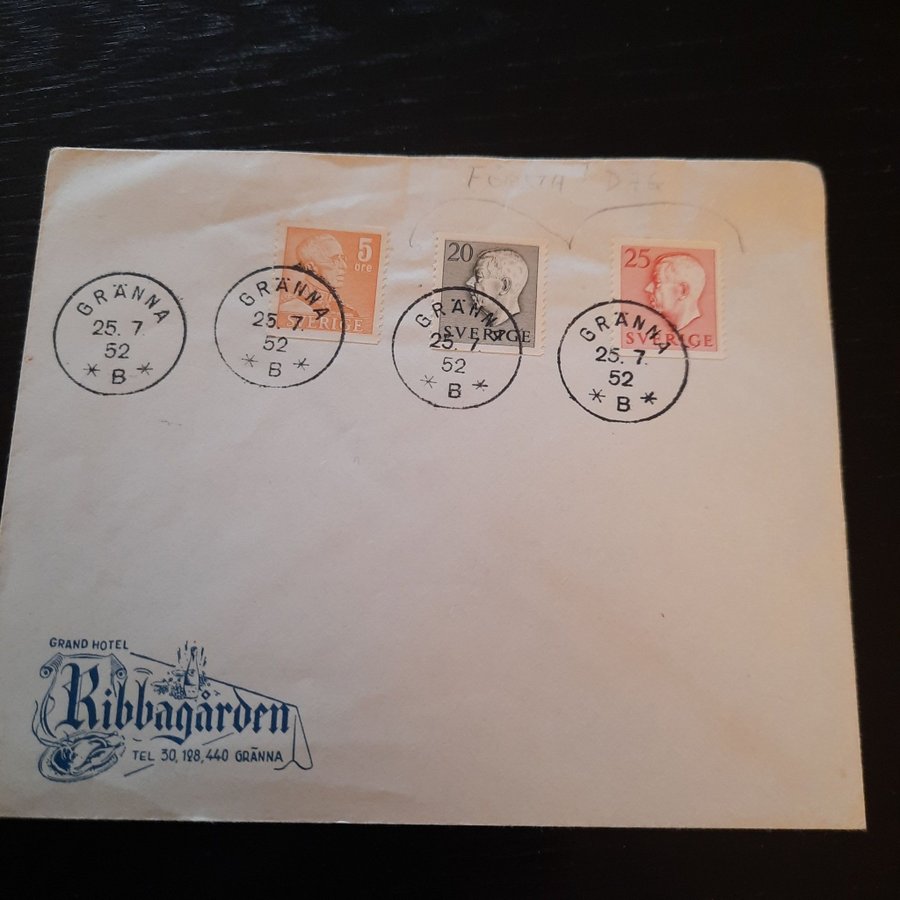 FÖRSTA DAG
5
öre
SVERIGE
20
SVERIGE
25
SVERIGE
GRÄNNA
25. 7.
52
* B *
GRÄNNA
25. 7.
52
* B *
GRÄNNA
25. 7.
52
* B *
GRÄNNA
25. 7.
52
* B *
GRAND HOTEL
Ribbagården
TEL 30, 128, 440 GRÄNNA